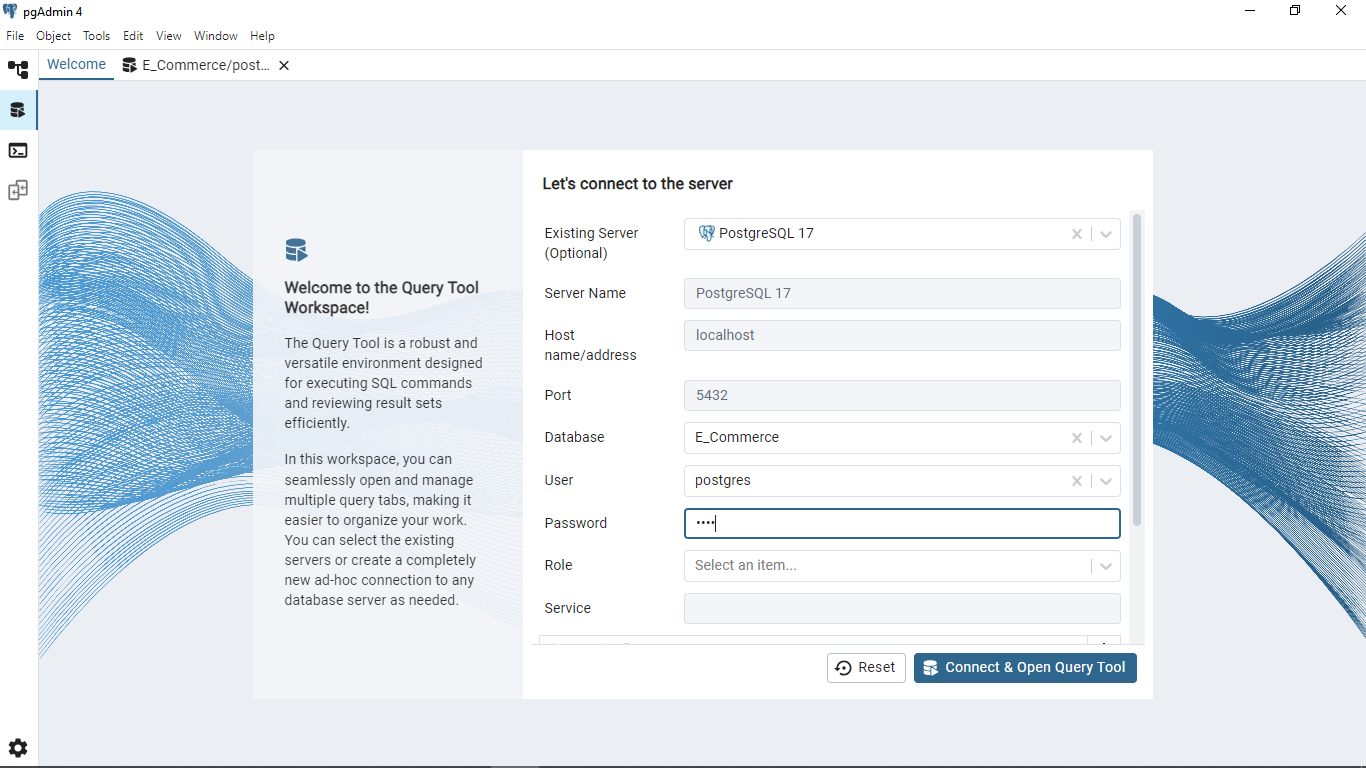 pgAdmin 4
File Object Tools Edit View Window Help
Welcome E_Commerce/post...
Let's connect to the server
Existing Server
(Optional)
PostgreSQL 17
Server Name
PostgreSQL 17
Host
name/address
localhost
Port
5432
Database
E_Commerce
User
postgres
Password
••••
Role
Select an item...
Service
Reset
Connect & Open Query Tool
Welcome to the Query Tool
Workspace!
The Query Tool is a robust and
versatile environment designed
for executing SQL commands
and reviewing result sets
efficiently.
In this workspace, you can
seamlessly open and manage
multiple query tabs, making it
easier to organize your work.
You can select the existing
servers or create a completely
new ad-hoc connection to any
database server as needed.